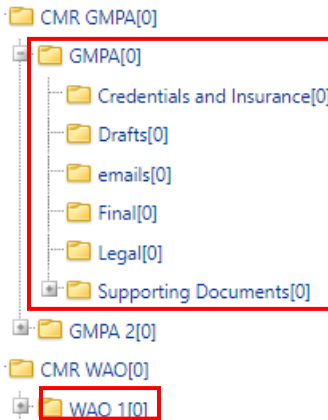 CMR GMPA[0]
GMPA[0]
Credentials and Insurance[0]
Drafts[0]
emails[0]
Final[0]
Legal[0]
Supporting Documents[0]
GMPA 2[0]
CMR WAO[0]
WAO 1[0]